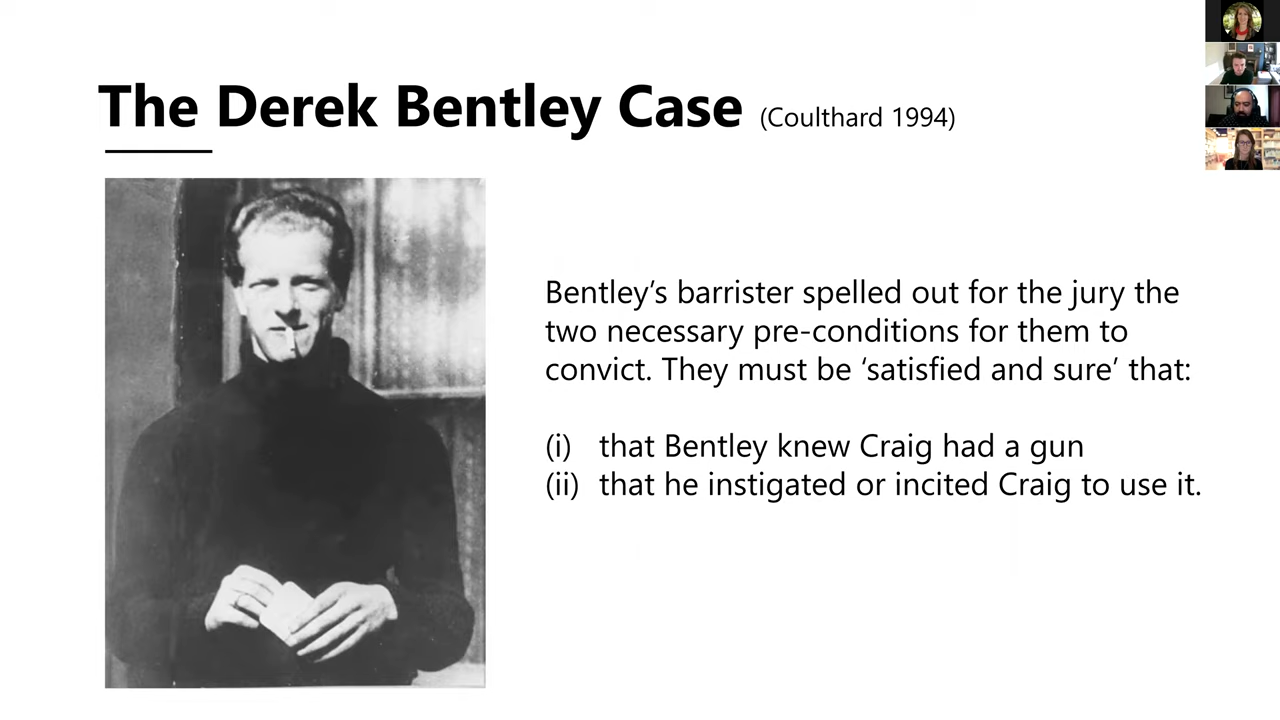 The Derek Bentley Case (Coulthard 1994)
Bentley’s barrister spelled out for the jury the
two necessary pre-conditions for them to
convict. They must be ‘satisfied and sure’ that:
(i) that Bentley knew Craig had a gun
(ii) that he instigated or incited Craig to use it.